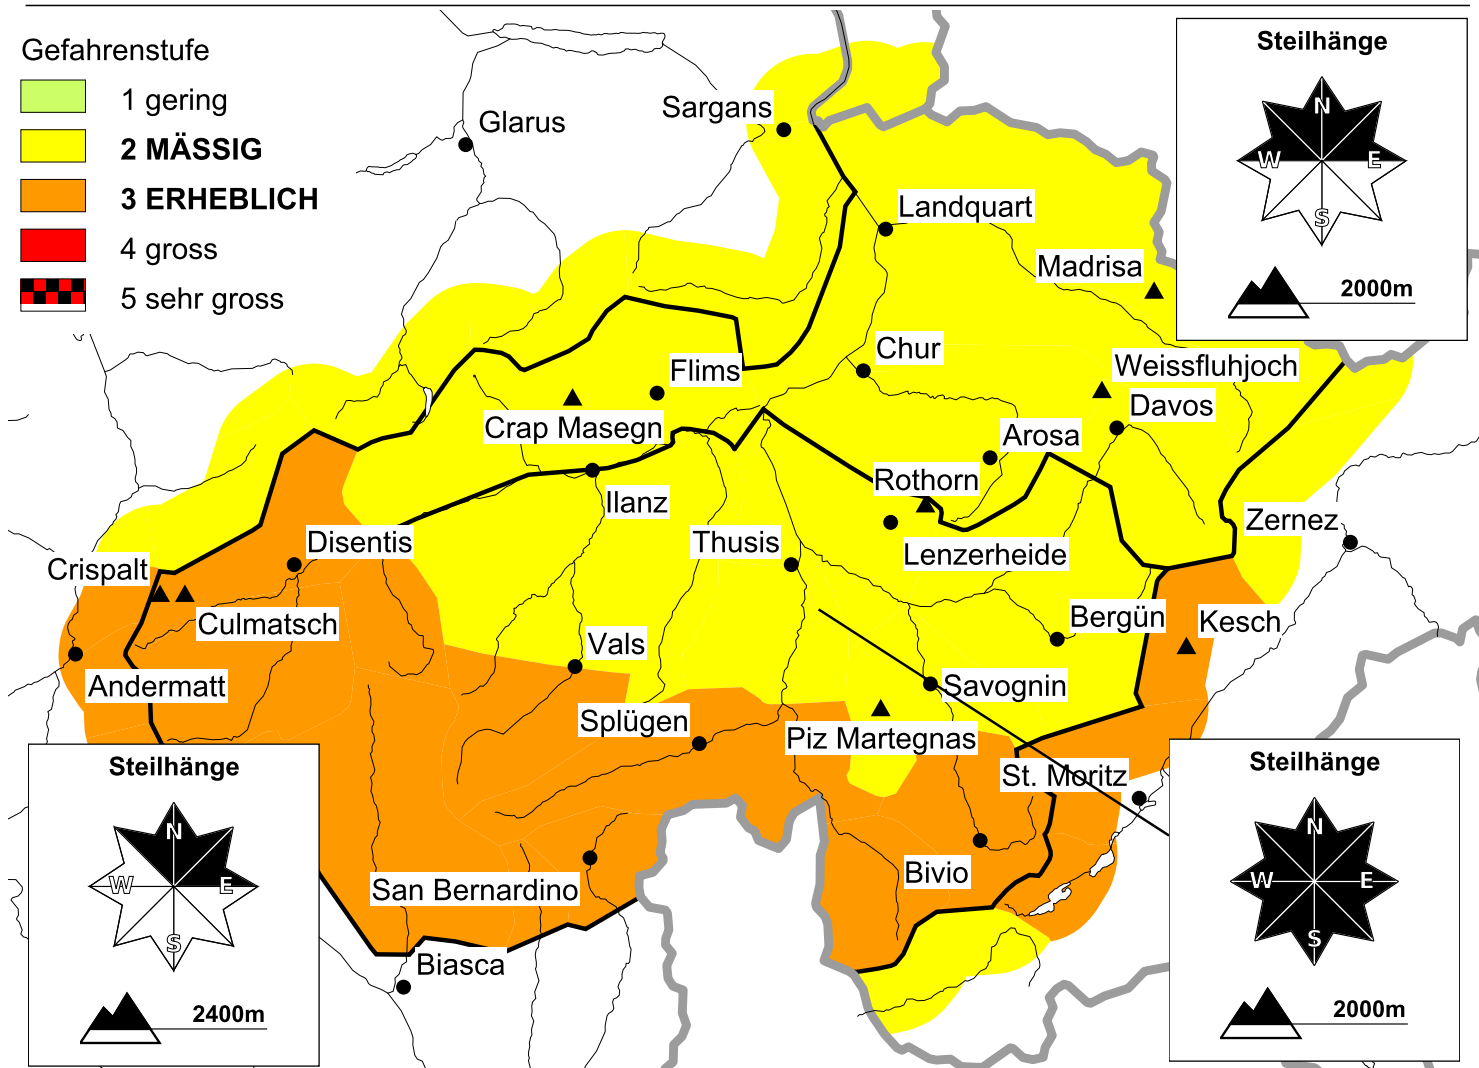 Gefahrenstufe
1 gering
2 MÄSSIG
3 ERHEBLICH
4 gross
5 sehr gross
Steilhänge
N
W E
S
2000m
Glarus
Sargans
Landquart
Madrisa
Chur
Weissfluhjoch
Flims
Davos
Crap Masegn
Arosa
Rothorn
Ilanz
Zernez
Disentis
Thusis
Lenzerheide
Crispalt
Culmatsch
Bergün
Kesch
Vals
Andermatt
Savognin
Splügen
Piz Martegnas
St. Moritz
Bivio
San Bernardino
Biasca
Steilhänge
N
W E
S
2400m
Steilhänge
N
W E
S
2000m